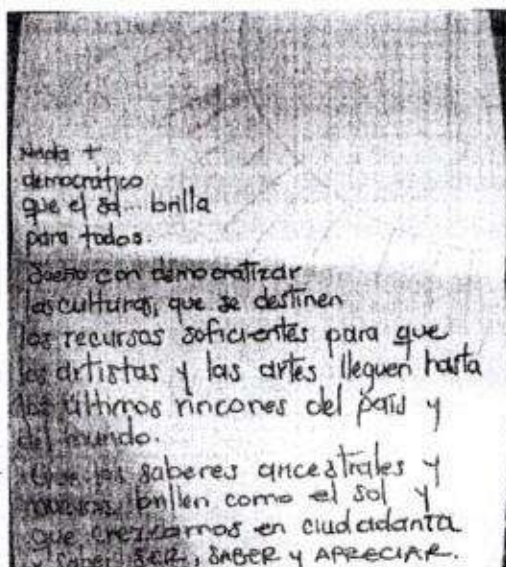 Nada +
democrático
que el sol... brilla
para todos.
Sueño con democratizar
las culturas, que se destinen
los recursos suficientes para que
los artistas y las artes lleguen hasta
los últimos rincones del país y
del mundo.
Que los saberes ancestrales y
nuevos brillen como el sol y
que crezcamos en ciudadanía
y saber SER, SABER y APRECIAR.